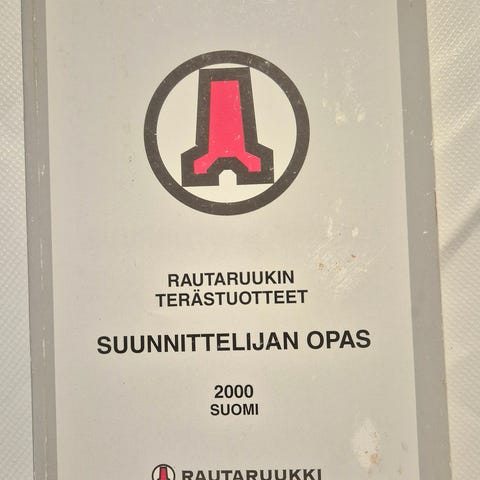 RAUTARUUKIN
TERÄSTUOTTEET
SUUNNITTELIJAN OPAS
2000
SUOMI
RAUTARUUKKI